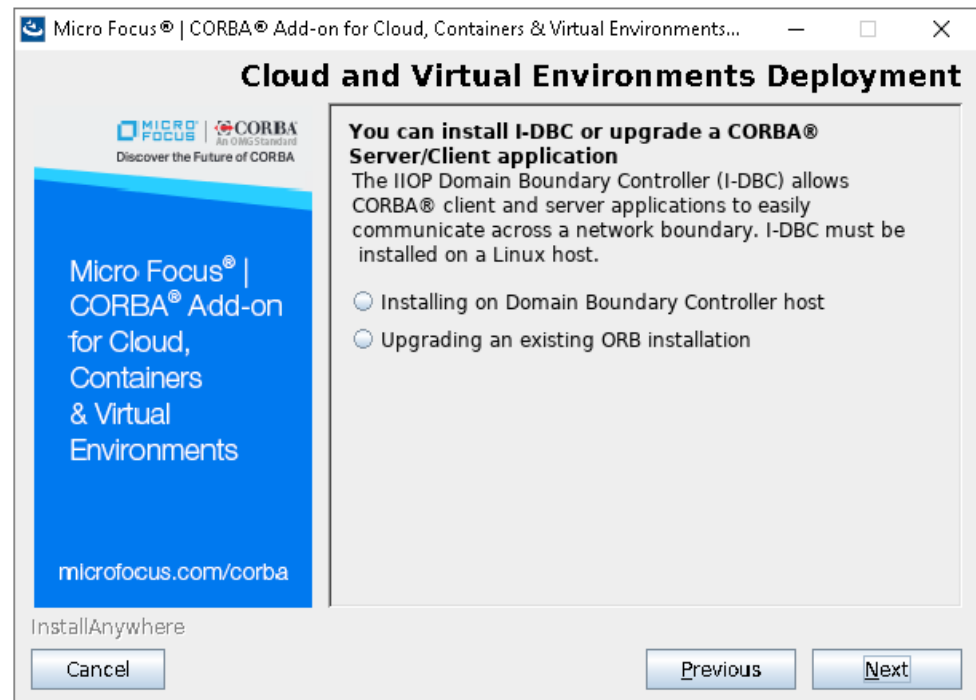 Micro Focus® | CORBA® Add-on for Cloud, Containers & Virtual Environments...
Cloud and Virtual Environments Deployment
MICRO FOCUS | CORBA
An OMG Standard
Discover the Future of CORBA
Micro Focus® |
CORBA® Add-on
for Cloud,
Containers
& Virtual
Environments
microfocus.com/corba
You can install I-DBC or upgrade a CORBA®
Server/Client application
The IIOP Domain Boundary Controller (I-DBC) allows
CORBA® client and server applications to easily
communicate across a network boundary. I-DBC must be
installed on a Linux host.
Installing on Domain Boundary Controller host
Upgrading an existing ORB installation
InstallAnywhere
Cancel
Previous
Next